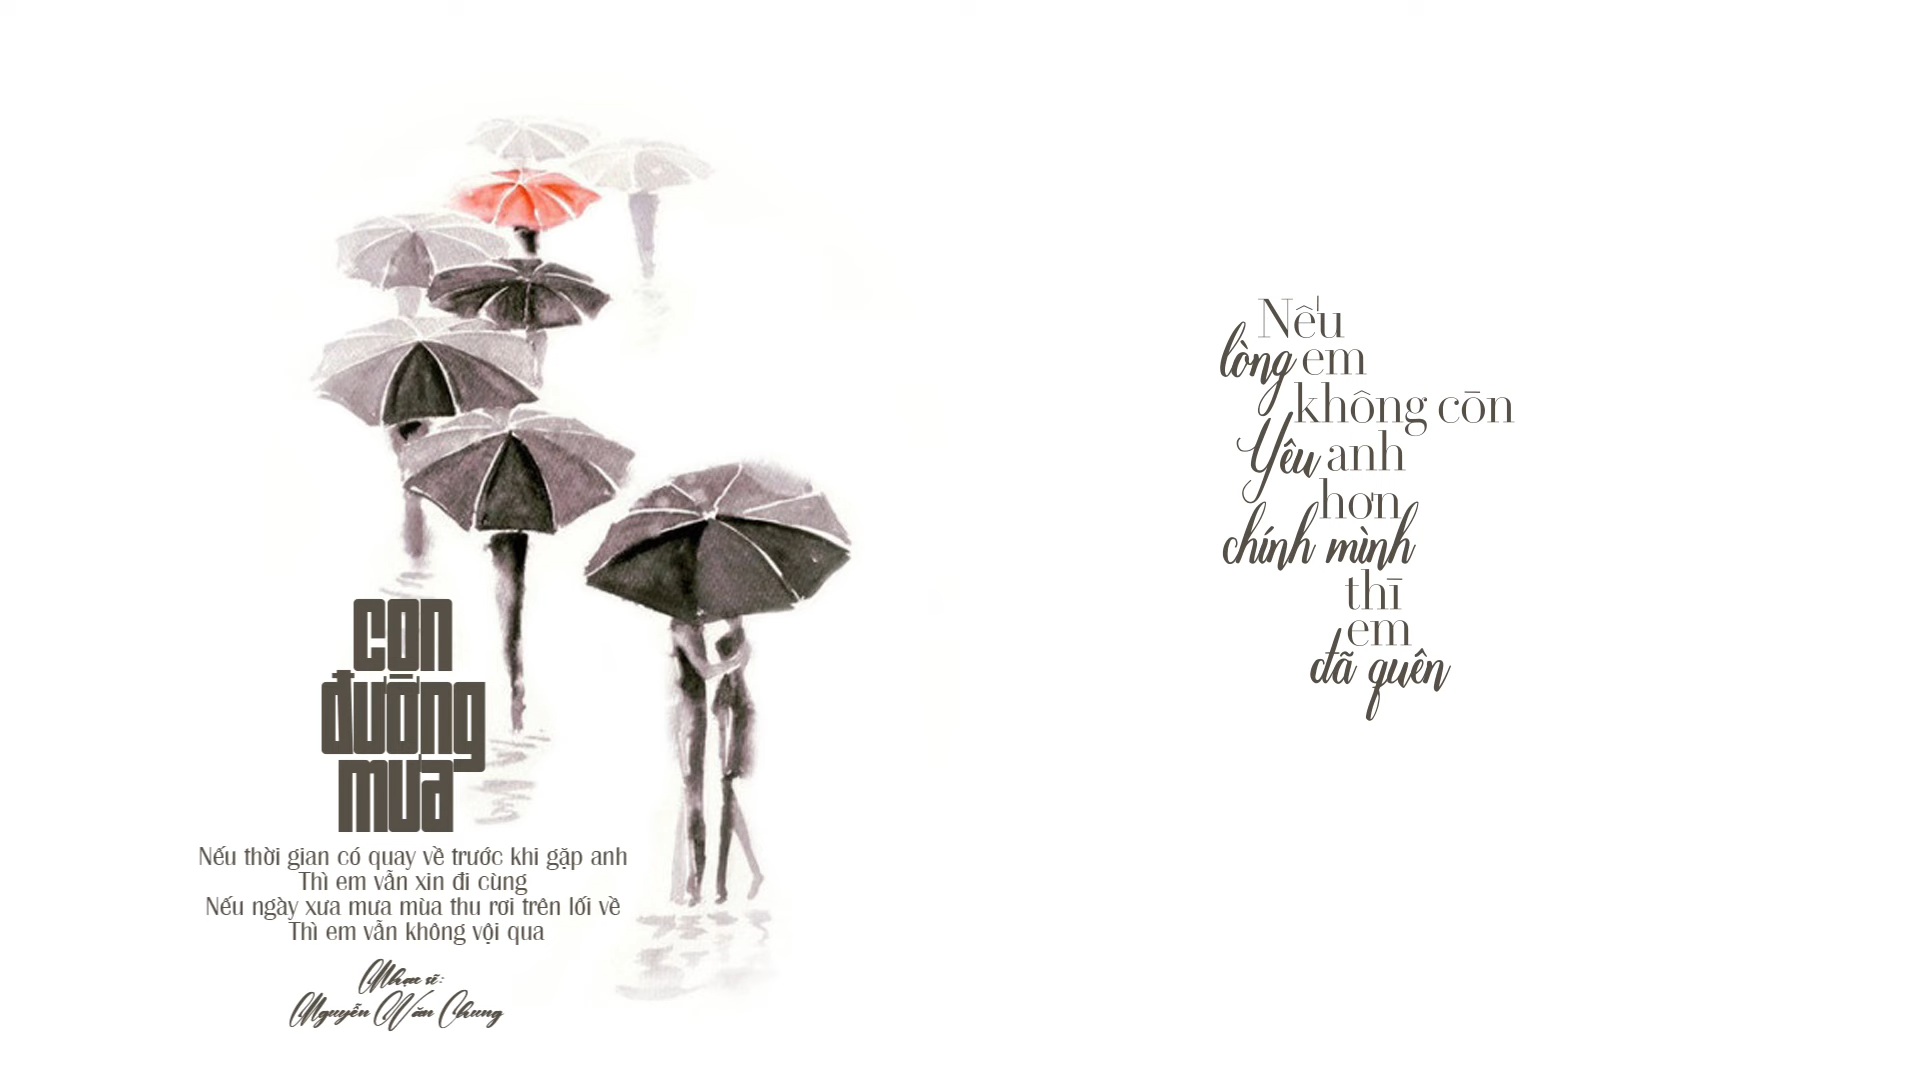 con
đường
mưa
Nếu thời gian có quay về trước khi gặp anh
Thì em vẫn xin đi cùng
Nếu ngày xưa mưa mùa thu rơi trên lối về
Thì em vẫn không vội qua
Nhạc sĩ:
Nguyễn Văn Chung
Nếu
lòng em
không còn
Yêu anh
hơn
chính mình
thì
em
đã quên